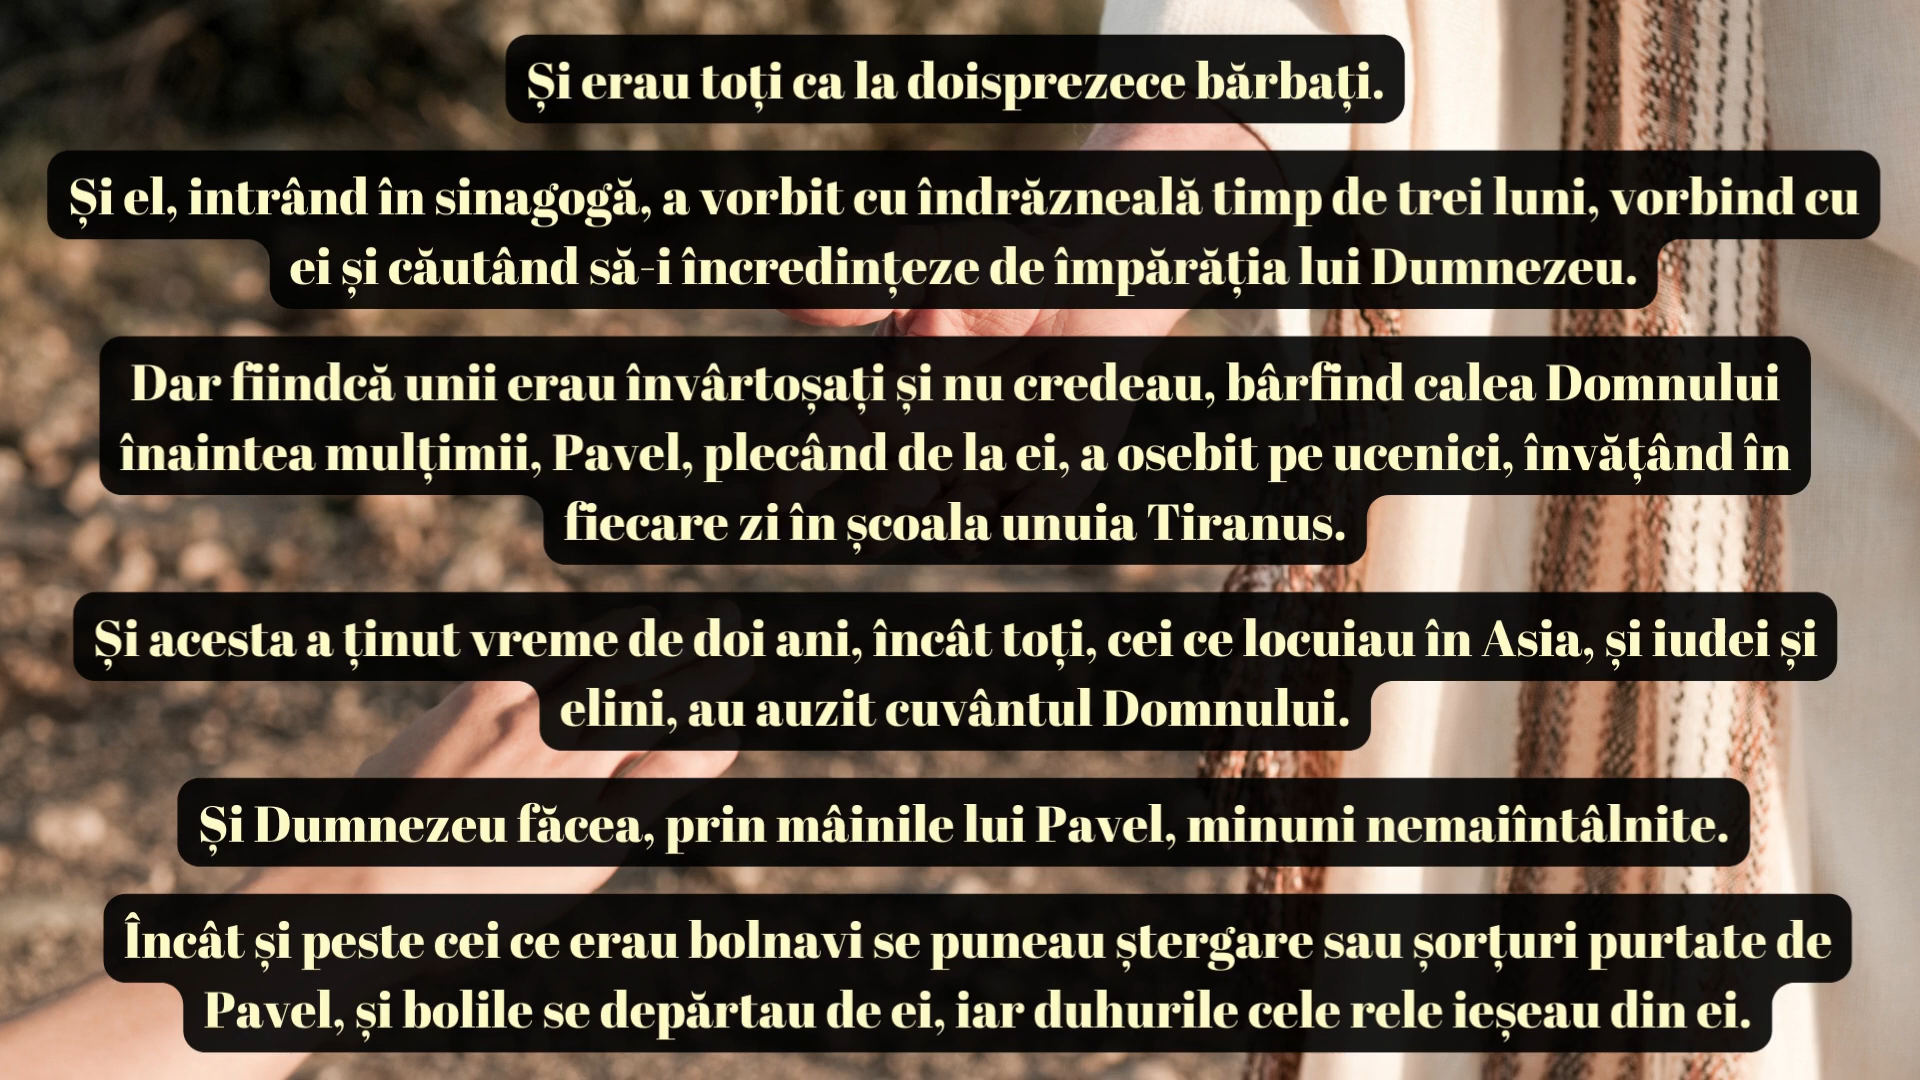 Și erau toți ca la doisprezece bărbați.
Și el, intrând în sinagogă, a vorbit cu îndrăzneală timp de trei luni, vorbind cu
ei și căutând să-i încredințeze de împărăția lui Dumnezeu.
Dar fiindcă unii erau învârtoșați și nu credeau, bârfind calea Domnului
înaintea mulțimii, Pavel, plecând de la ei, a osebit pe ucenici, învățând în
fiecare zi în școala unuia Tiranus.
Și acesta a ținut vreme de doi ani, încât toți, cei ce locuiau în Asia, și iudei și
elini, au auzit cuvântul Domnului.
Și Dumnezeu făcea, prin mâinile lui Pavel, minuni nemaiîntâlnite.
Încât și peste cei ce erau bolnavi se puneau ștergare sau șorțuri purtate de
Pavel, și bolile se depărtau de ei, iar duhurile cele rele ieșeau din ei.